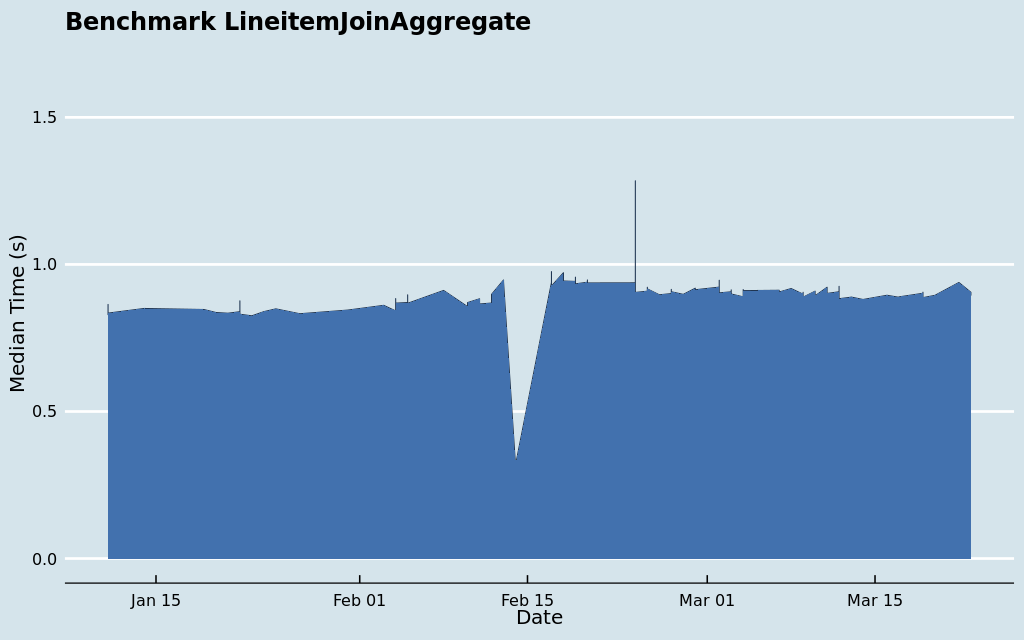 Benchmark LineitemJoinAggregate
Median Time (s)
1.5
1.0
0.5
0.0
Jan 15 Feb 01 Feb 15 Mar 01 Mar 15
Date